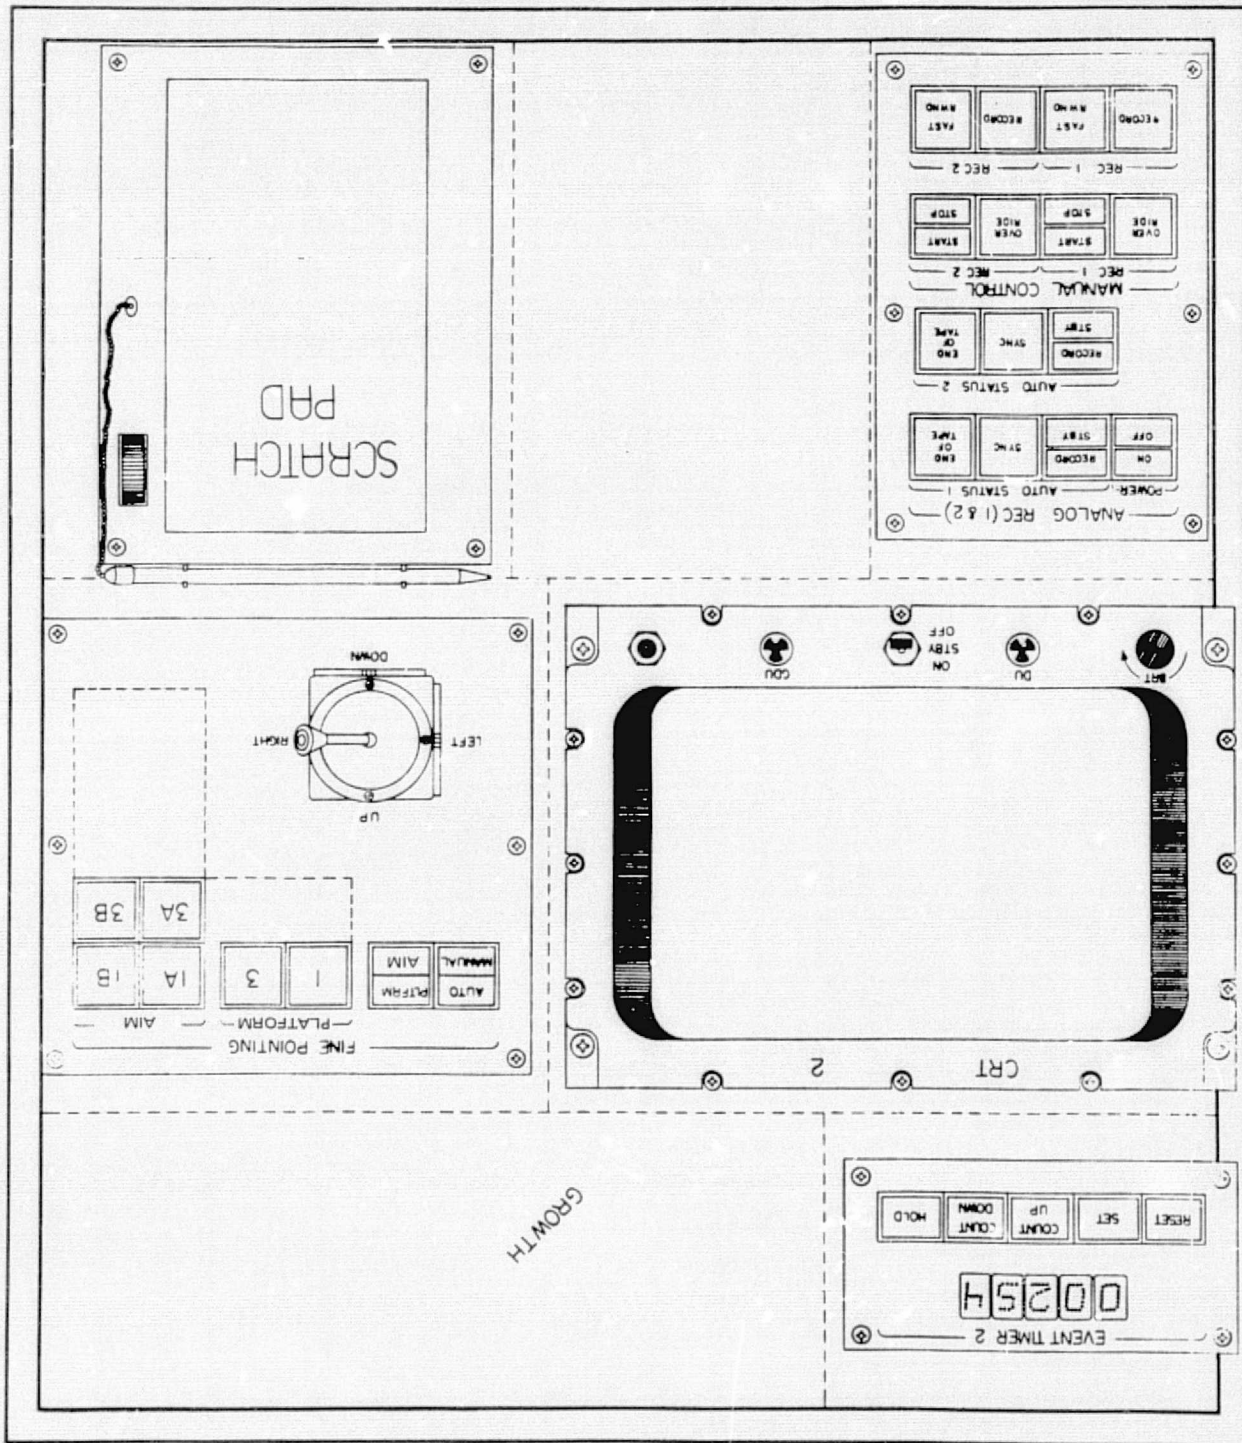 EVENT TIMER 2
00254
RESET
SET
COUNT
UP
COUNT
DOWN
HOLD
GROWTH
CRT 2
BRT
DU
ON
STBY
OFF
CDU
FINE POINTING
PLATFORM
AIM
AUTO
MANUAL
PLTFRM
AIM
1
3
1A
1B
3A
3B
UP
LEFT
RIGHT
DOWN
ANALOG REC (1 & 2)
POWER
AUTO STATUS 1
ON
OFF
RECORD
STBY
SYNC
END
OF
TAPE
AUTO STATUS 2
RECORD
STBY
SYNC
END
OF
TAPE
MANUAL CONTROL
REC 1
REC 2
OVER
RIDE
START
STOP
OVER
RIDE
START
STOP
REC 1
REC 2
RECORD
FAST
RWND
RECORD
FAST
RWND
SCRATCH
PAD